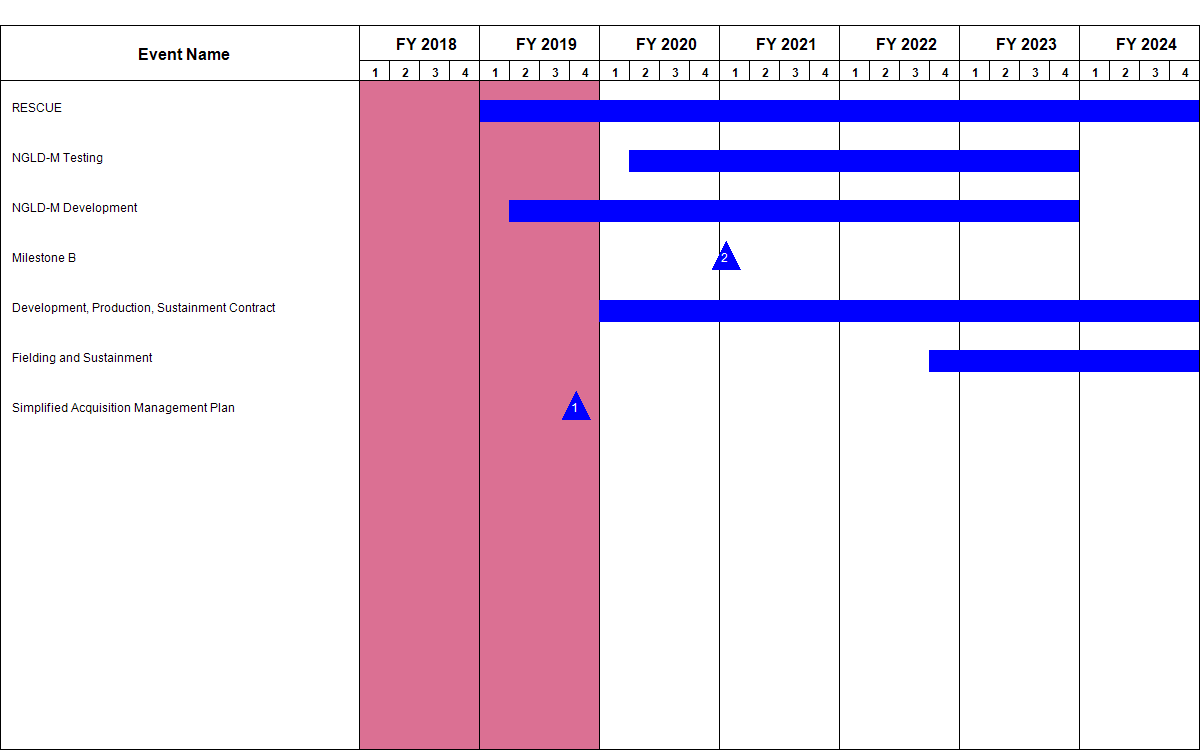 Event Name
FY 2018 FY 2019 FY 2020 FY 2021 FY 2022 FY 2023 FY 2024
1 2 3 4 1 2 3 4 1 2 3 4 1 2 3 4 1 2 3 4 1 2 3 4 1 2 3 4
RESCUE
NGLD-M Testing
NGLD-M Development
Milestone B 2
Development, Production, Sustainment Contract
Fielding and Sustainment
Simplified Acquisition Management Plan 1